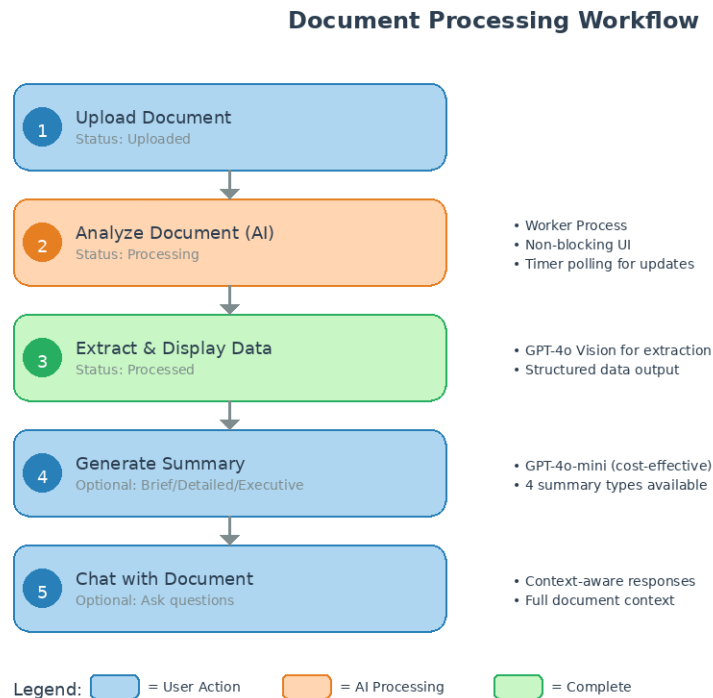 Document Processing Workflow
1
Upload Document
Status: Uploaded
2
Analyze Document (AI)
Status: Processing
• Worker Process
• Non-blocking UI
• Timer polling for updates
3
Extract & Display Data
Status: Processed
• GPT-4o Vision for extraction
• Structured data output
4
Generate Summary
Optional: Brief/Detailed/Executive
• GPT-4o-mini (cost-effective)
• 4 summary types available
5
Chat with Document
Optional: Ask questions
• Context-aware responses
• Full document context
Legend: = User Action = AI Processing = Complete